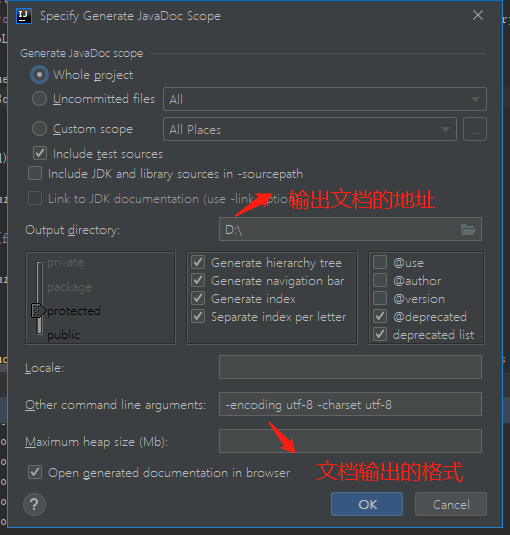 Specify Generate JavaDoc Scope
Generate JavaDoc scope
Whole project
Uncommitted files
All
Custom scope
All Places
...
Include test sources
Include JDK and library sources in -sourcepath
Link to JDK documentation (use -link option)
输出文档的地址
Output directory:
D:\
private
package
protected
public
Generate hierarchy tree
Generate navigation bar
Generate index
Separate index per letter
@use
@author
@version
@deprecated
deprecated list
Locale:
Other command line arguments:
-encoding utf-8 -charset utf-8
Maximum heap size (Mb):
文档输出的格式
Open generated documentation in browser
?
OK
Cancel